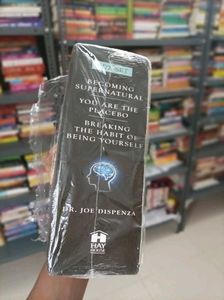 BECOMING
SUPERNATURAL
YOU ARE THE
PLACEBO
BREAKING
THE HABIT OF
BEING YOURSELF
DR. JOE DISPENZA
HAY
HOUSE